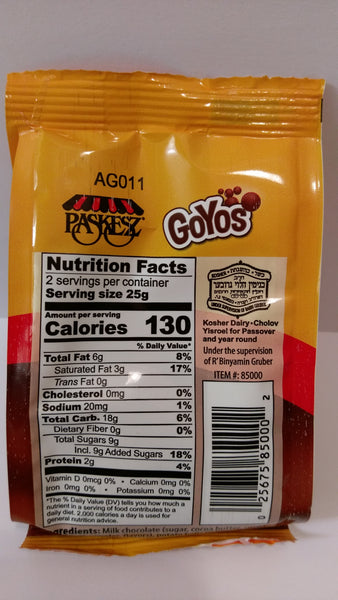 AG011
PASKESZ
GOYOS
Nutrition Facts
2 servings per container
Serving size 25g
Amount per serving
Calories 130
% Daily Value*
Total Fat 6g 8%
Saturated Fat 3g 17%
Trans Fat 0g
Cholesterol 0mg 0%
Sodium 20mg 1%
Total Carb. 18g 6%
Dietary Fiber 0g 0%
Total Sugars 9g
Incl. 9g Added Sugars 18%
Protein 2g 4%
Vitamin D 0mcg 0% • Calcium 0mg 0%
Iron 0mg 0% • Potassium 0mg 0%
*The % Daily Value (DV) tells you how much a
nutrient in a serving of food contributes to a
daily diet. 2,000 calories a day is used for
general nutrition advice.
Kosher Dairy · Cholov
Yisroel for Passover
and year round
Under the supervision
of R' Binyamin Gruber
ITEM #: 85000
0 25675 85000 2
Milk chocolate (sugar, cocoa butter,